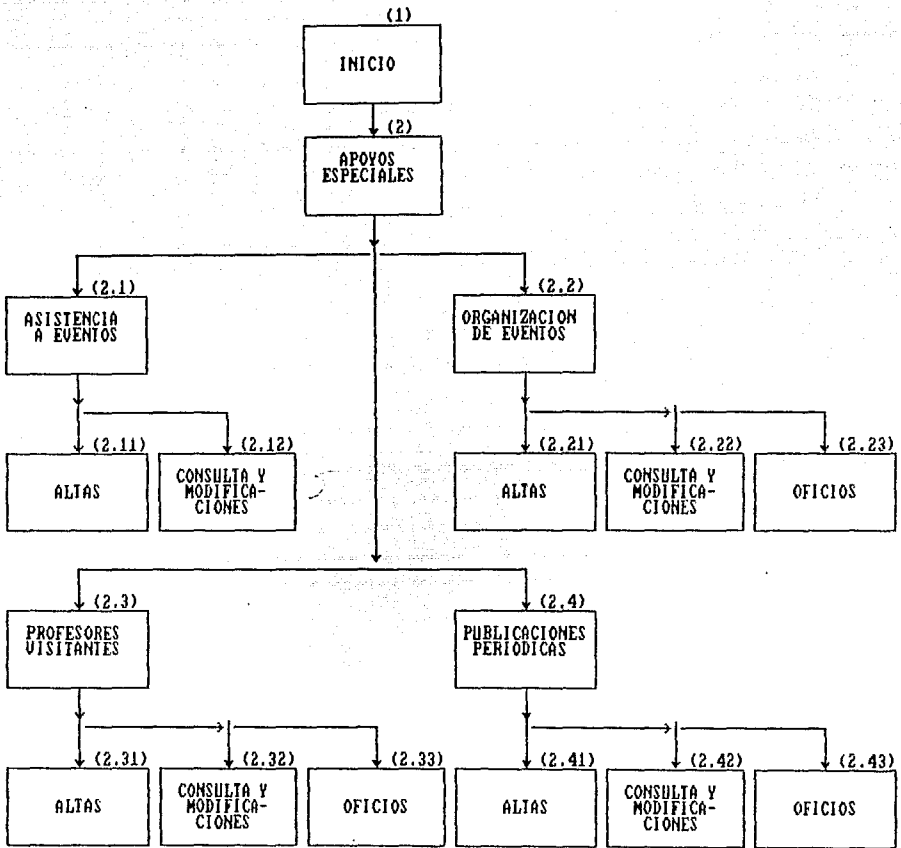 (1)
INICIO
(2)
APOYOS
ESPECIALES
(2.1)
ASISTENCIA
A EVENTOS
(2.2)
ORGANIZACION
DE EVENTOS
(2.11)
ALTAS
(2.12)
CONSULTA Y
MODIFICA-
CIONES
(2.21)
ALTAS
(2.22)
CONSULTA Y
MODIFICA-
CIONES
(2.23)
OFICIOS
(2.3)
PROFESORES
VISITANTES
(2.4)
PUBLICACIONES
PERIODICAS
(2.31)
ALTAS
(2.32)
CONSULTA Y
MODIFICA-
CIONES
(2.33)
OFICIOS
(2.41)
ALTAS
(2.42)
CONSULTA Y
MODIFICA-
CIONES
(2.43)
OFICIOS